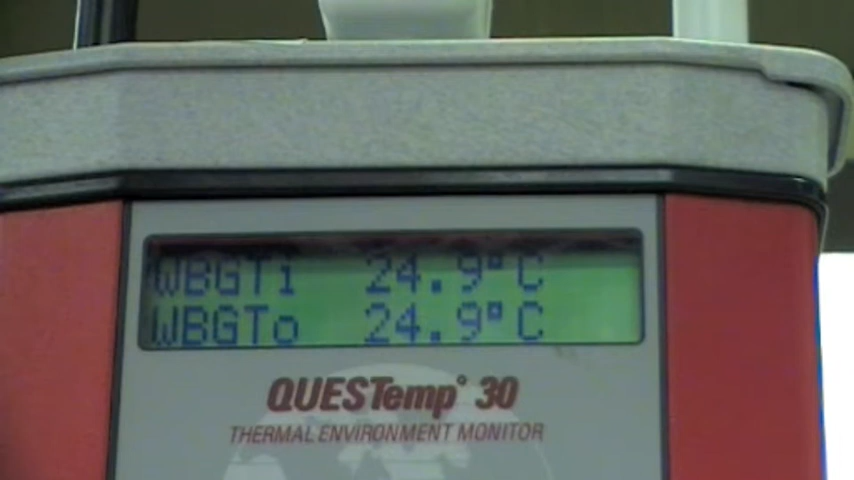 WBGTi 24.9°C
WBGTo 24.9°C
QUESTemp° 30
THERMAL ENVIRONMENT MONITOR